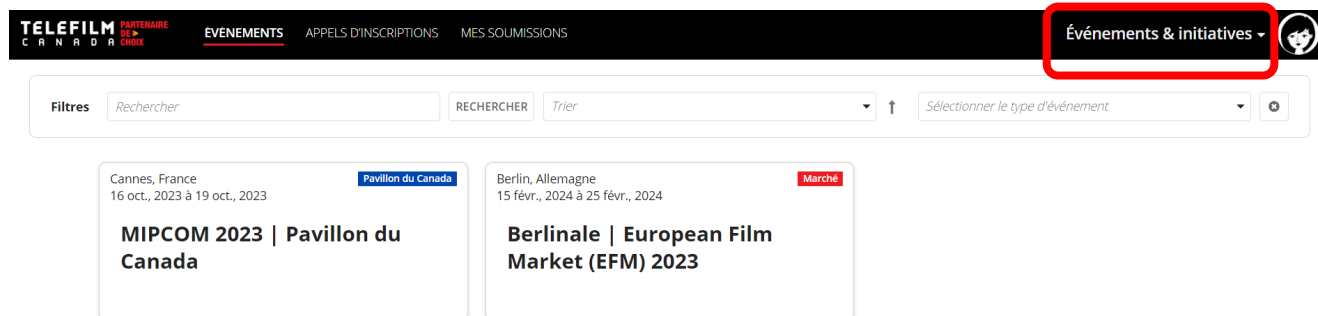 TELEFILM PARTENAIRE
DE
CANADA CHOIX
ÉVÉNEMENTS APPELS D'INSCRIPTIONS MES SOUMISSIONS Événements & initiatives
Filtres Rechercher RECHERCHER Trier Sélectionner le type d'événement
Cannes, France Pavillon du Canada
16 oct., 2023 à 19 oct., 2023
MIPCOM 2023 | Pavillon du
Canada
Berlin, Allemagne Marché
15 févr., 2024 à 25 févr., 2024
Berlinale | European Film
Market (EFM) 2023